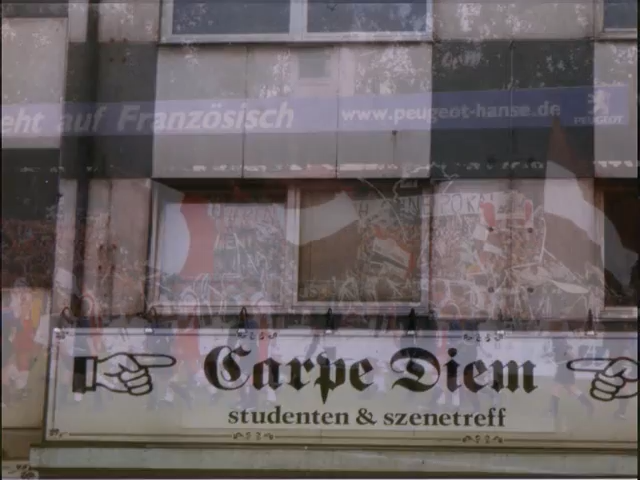 eht auf Französisch
www.peugeot-hanse.de
PEUGEOT
Carpe Diem
studenten & szenetreff